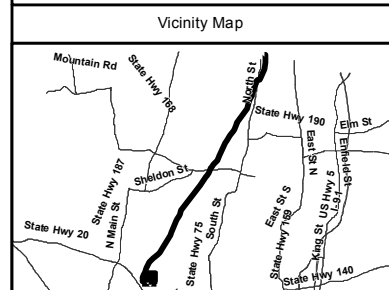 Vicinity Map
Mountain Rd
State Hwy 168
North St
State Hwy 190
Elm St
State Hwy 187
Sheldon St
East St N
Enfield St
US Hwy 5
I-91
N Main St
State Hwy 20
State Hwy 75
South St
East St S
State Hwy 159
King St
State Hwy 140